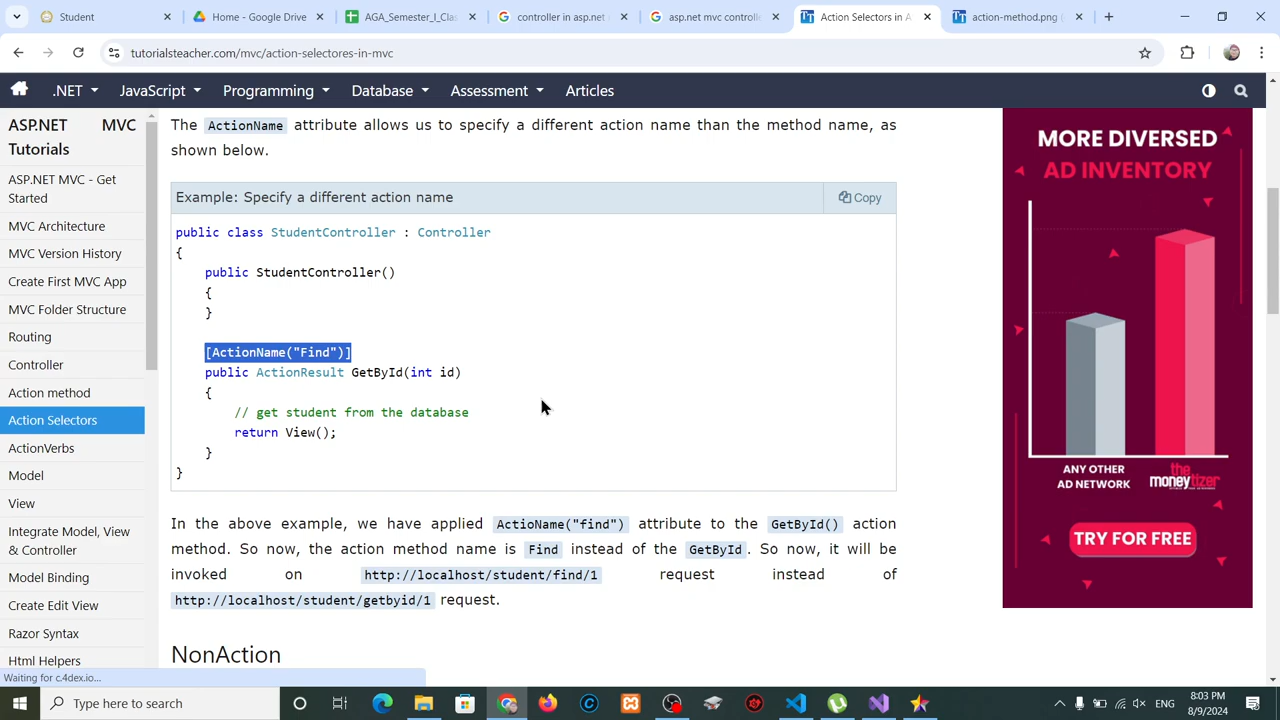 Student
Home - Google Drive
AGA_Semester_I_Clas
controller in asp.net
asp.net mvc controll
Action Selectors in A
action-method.png (
tutorialsteacher.com/mvc/action-selectores-in-mvc
.NET JavaScript Programming Database Assessment Articles
ASP.NET MVC
Tutorials
ASP.NET MVC - Get
Started
MVC Architecture
MVC Version History
Create First MVC App
MVC Folder Structure
Routing
Controller
Action method
Action Selectors
ActionVerbs
Model
View
Integrate Model, View
& Controller
Model Binding
Create Edit View
Razor Syntax
Html Helpers
Waiting for c.4dex.io...
The ActionName attribute allows us to specify a different action name than the method name, as
shown below.
Example: Specify a different action name
Copy
public class StudentController : Controller
{
public StudentController()
{
}
[ActionName("Find")]
public ActionResult GetById(int id)
{
// get student from the database
return View();
}
}
In the above example, we have applied ActioName("find") attribute to the GetById() action
method. So now, the action method name is Find instead of the GetById. So now, it will be
invoked on http://localhost/student/find/1 request instead of
http://localhost/student/getbyid/1 request.
NonAction
MORE DIVERSED
AD INVENTORY
ANY OTHER
AD NETWORK
the
moneytizer
TRY FOR FREE
Type here to search
ENG
8:03 PM
8/9/2024